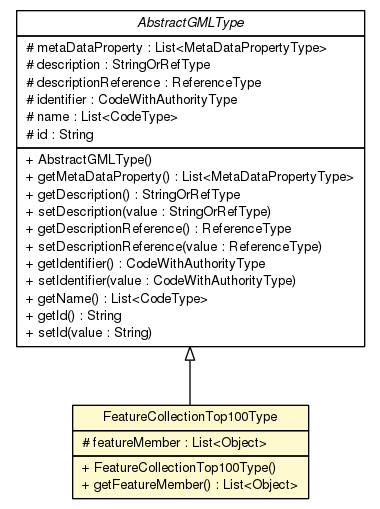 AbstractGMLType
# metaDataProperty : List<MetaDataPropertyType>
# description : StringOrRefType
# descriptionReference : ReferenceType
# identifier : CodeWithAuthorityType
# name : List<CodeType>
# id : String
+ AbstractGMLType()
+ getMetaDataProperty() : List<MetaDataPropertyType>
+ getDescription() : StringOrRefType
+ setDescription(value : StringOrRefType)
+ getDescriptionReference() : ReferenceType
+ setDescriptionReference(value : ReferenceType)
+ getIdentifier() : CodeWithAuthorityType
+ setIdentifier(value : CodeWithAuthorityType)
+ getName() : List<CodeType>
+ getId() : String
+ setId(value : String)
FeatureCollectionTop100Type
# featureMember : List<Object>
+ FeatureCollectionTop100Type()
+ getFeatureMember() : List<Object>